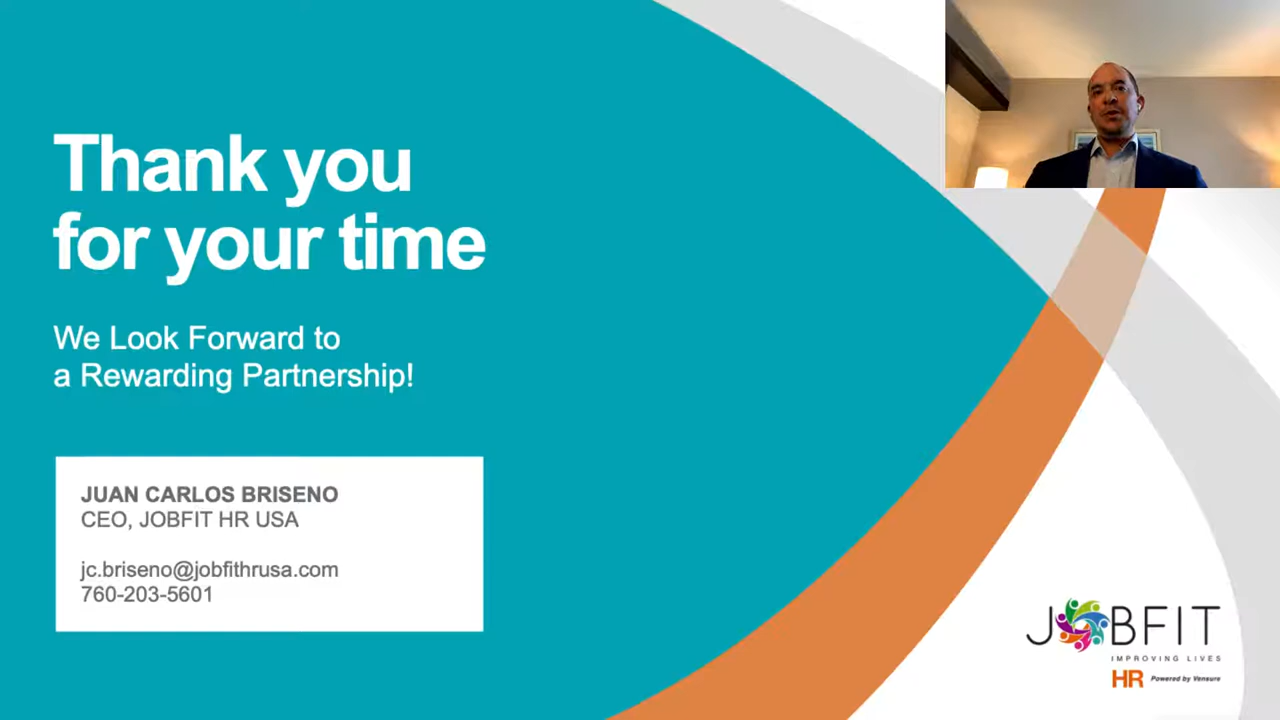 Thank you
for your time
We Look Forward to
a Rewarding Partnership!
JUAN CARLOS BRISENO
CEO, JOBFIT HR USA
jc.briseno@jobfithrusa.com
760-203-5601
JOBFIT
IMPROVING LIVES
HR Powered by Vensure